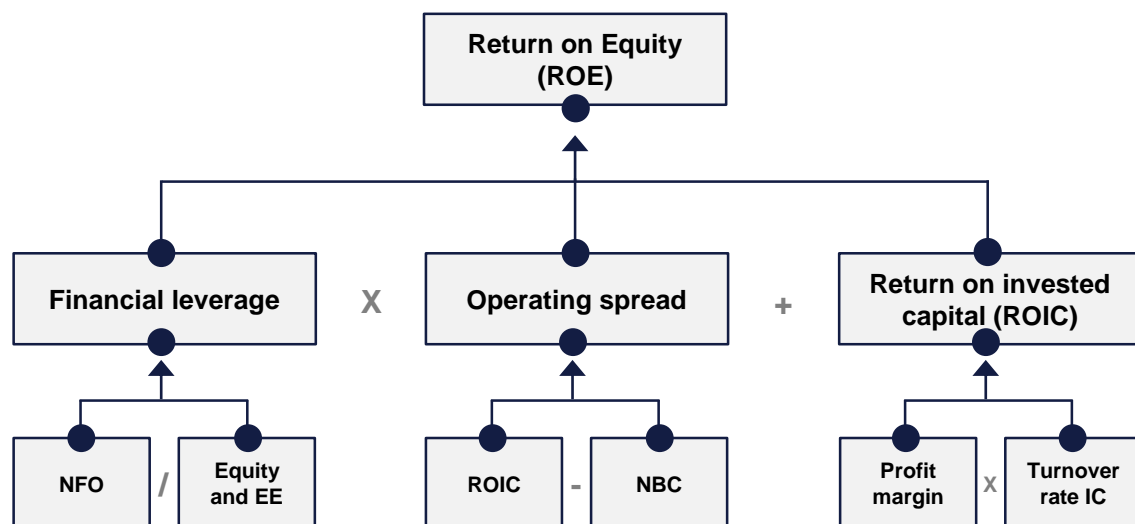 Return on Equity
(ROE)
Financial leverage
X
Operating spread
+
Return on invested
capital (ROIC)
NFO
/
Equity
and EE
ROIC
-
NBC
Profit
margin
X
Turnover
rate IC